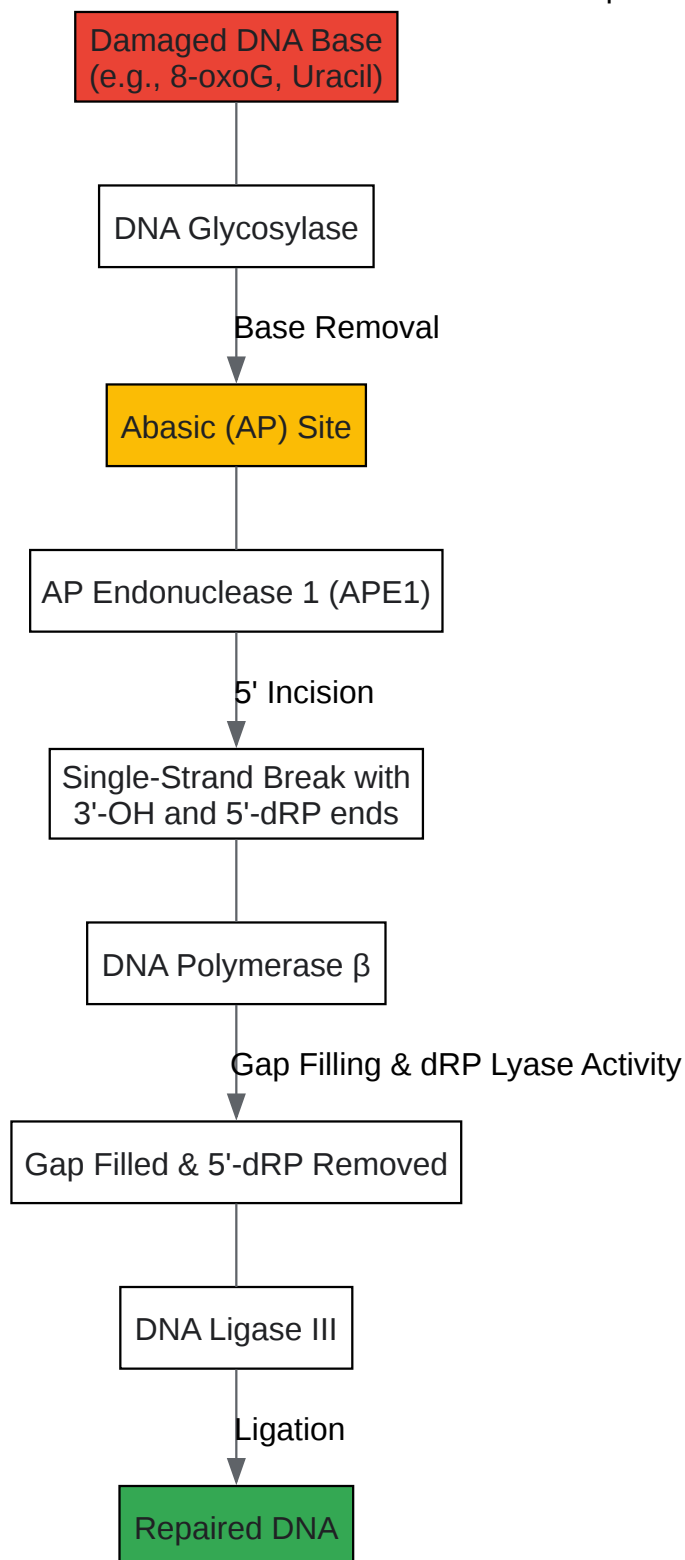 Damaged DNA Base
(e.g., 8-oxoG, Uracil)
DNA Glycosylase
Base Removal
Abasic (AP) Site
AP Endonuclease 1 (APE1)
5' Incision
Single-Strand Break with
3'-OH and 5'-dRP ends
DNA Polymerase β
Gap Filling & dRP Lyase Activity
Gap Filled & 5'-dRP Removed
DNA Ligase III
Ligation
Repaired DNA